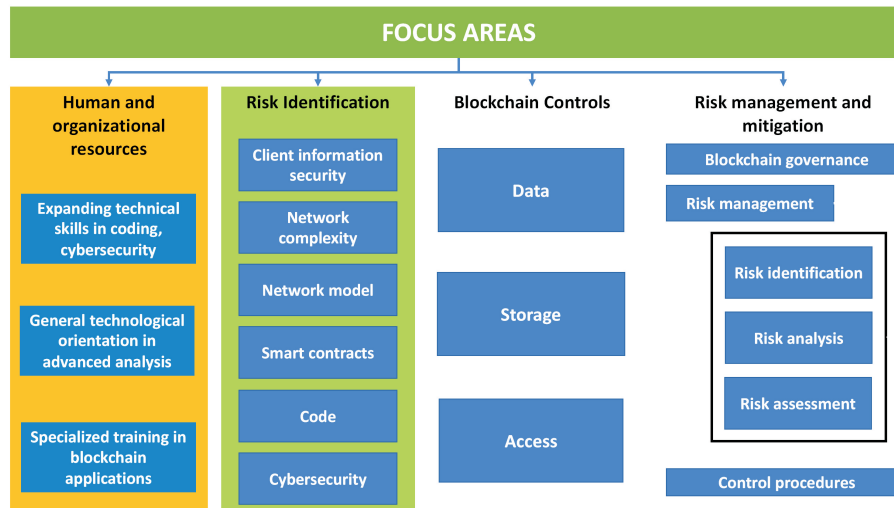 FOCUS AREAS
Human and
organizational
resources
Expanding technical
skills in coding,
cybersecurity
General technological
orientation in
advanced analysis
Specialized training in
blockchain
applications
Risk Identification
Client information
security
Network
complexity
Network model
Smart contracts
Code
Cybersecurity
Blockchain Controls
Data
Storage
Access
Risk management and
mitigation
Blockchain governance
Risk management
Risk identification
Risk analysis
Risk assessment
Control procedures